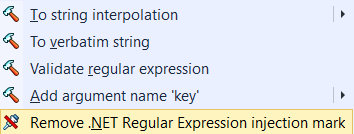 To string interpolation
To verbatim string
Validate regular expression
Add argument name 'key'
Remove .NET Regular Expression injection mark